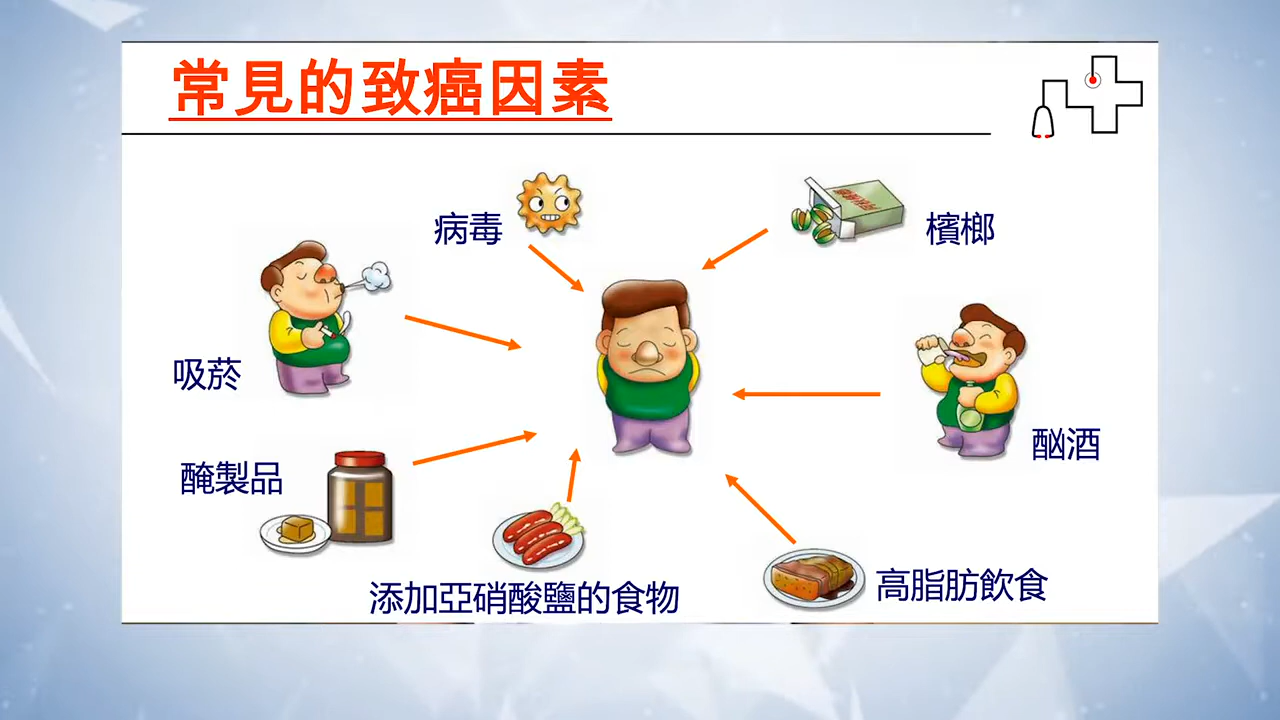 常見的致癌因素
病毒
檳榔
吸菸
酗酒
醃製品
添加亞硝酸鹽的食物
高脂肪飲食